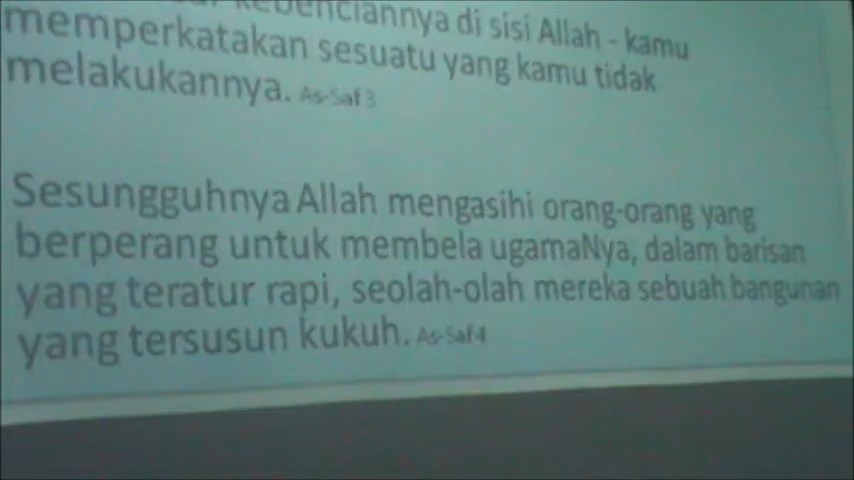 kebenciannya di sisi Allah - kamu
memperkatakan sesuatu yang kamu tidak
melakukannya. As-Saf 3
Sesungguhnya Allah mengasihi orang-orang yang
berperang untuk membela ugamaNya, dalam barisan
yang teratur rapi, seolah-olah mereka sebuah bangunan
yang tersusun kukuh. As-Saf 4